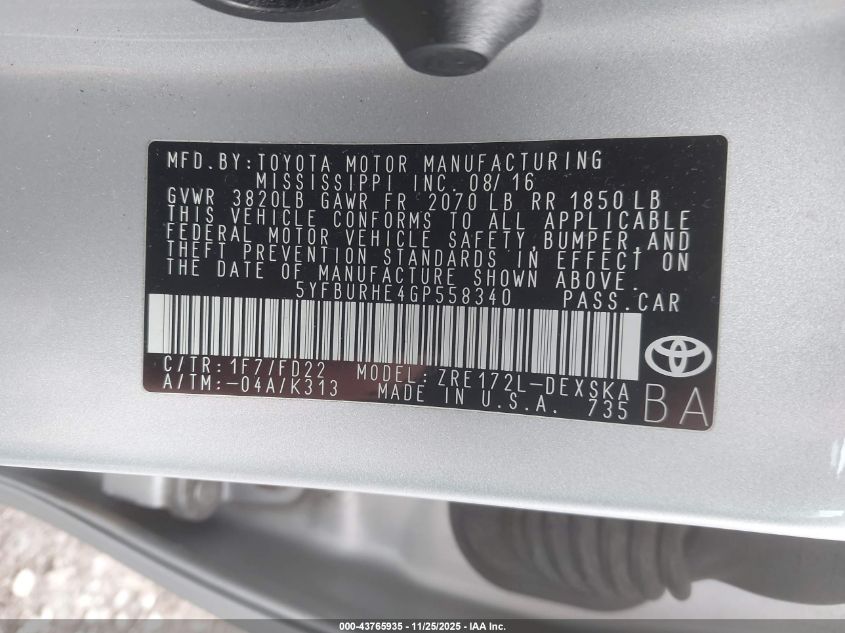 MFD. BY: TOYOTA MOTOR MANUFACTURING
MISSISSIPPI INC. 08/16
GVWR 3820LB GAWR FR 2070 LB RR 1850 LB
THIS VEHICLE CONFORMS TO ALL APPLICABLE
FEDERAL MOTOR VEHICLE SAFETY, BUMPER, AND
THEFT PREVENTION STANDARDS IN EFFECT ON
THE DATE OF MANUFACTURE SHOWN ABOVE.
5YFBURHE4GP558340 PASS. CAR
C/TR: 1F7/FD22 MODEL: ZRE172L-DEXSKA
A/TM: -04A/K313 MADE IN U.S.A. 735
BA
000-43765935 - 11/25/2025 - IAA Inc.